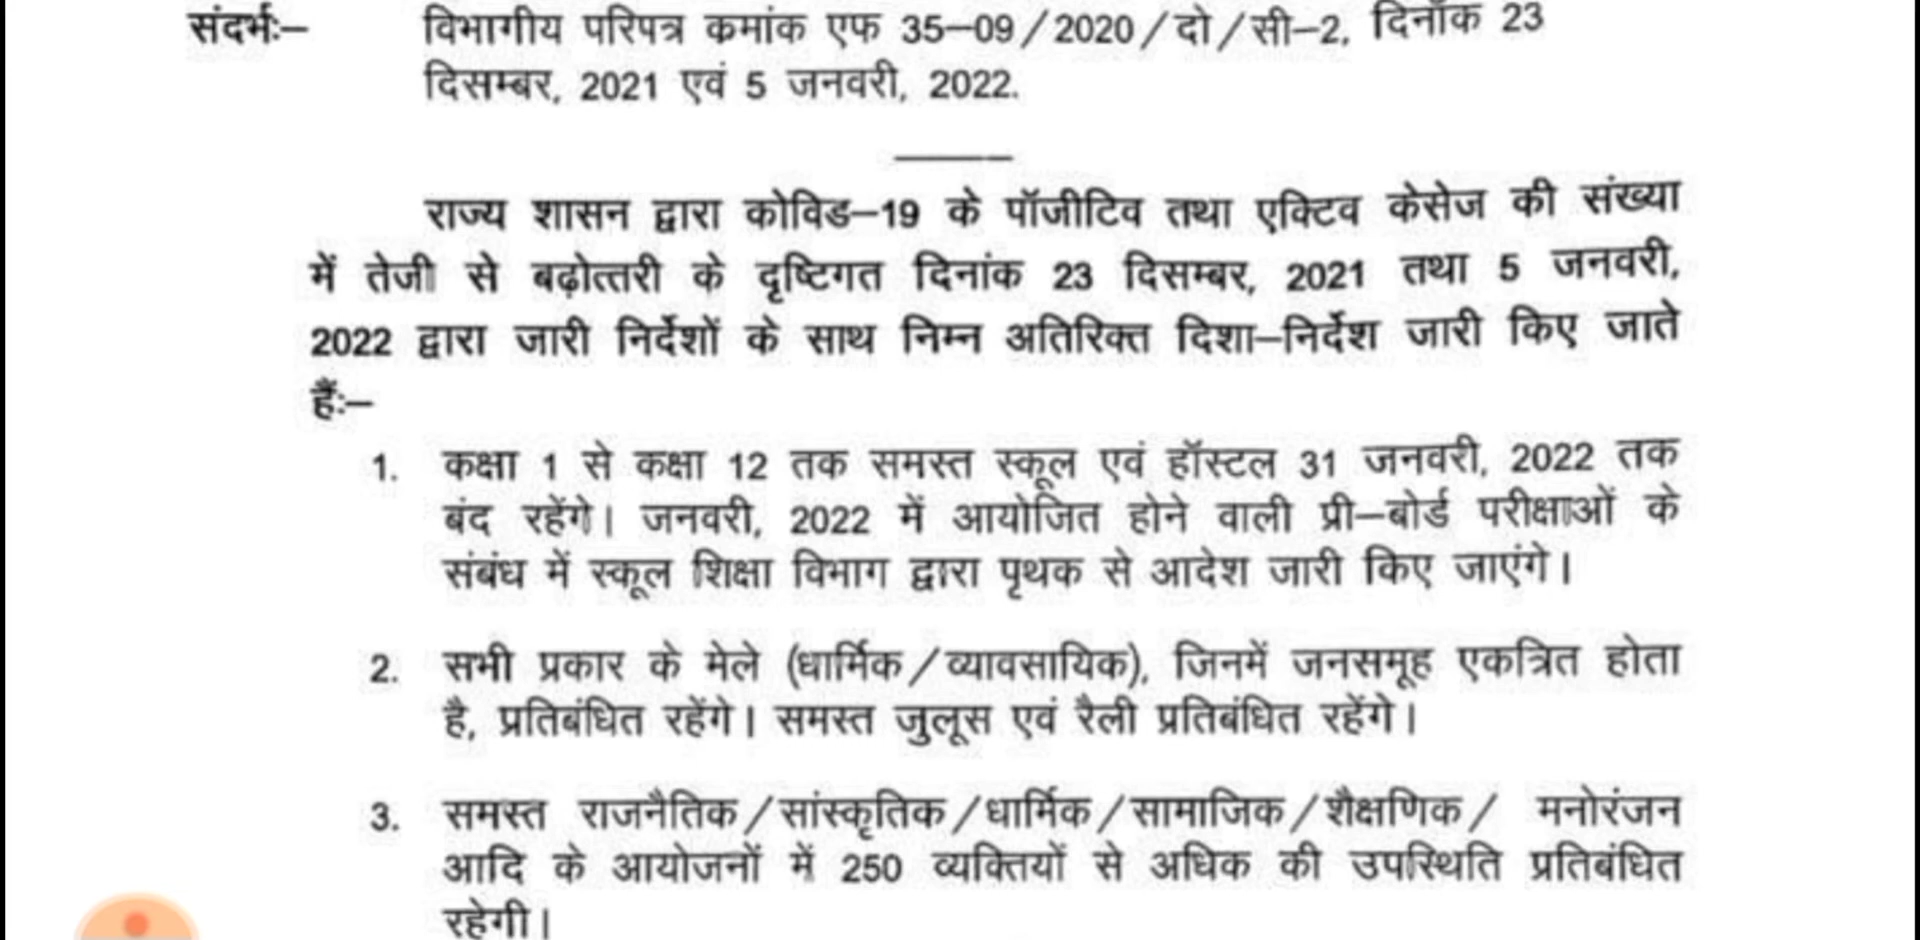 संदर्भः–	विभागीय परिपत्र कमांक एफ 35–09/2020/दो/सी–2, दिनॉक 23
दिसम्बर, 2021 एवं 5 जनवरी, 2022.
राज्य शासन द्वारा कोविड–19 के पॉजीटिव तथा एक्टिव केसेज की संख्या
में तेजी से बढ़ोत्तरी के दृष्टिगत दिनांक 23 दिसम्बर, 2021 तथा 5 जनवरी,
2022 द्वारा जारी निर्देशों के साथ निम्न अतिरिक्त दिशा–निर्देश जारी किए जाते
हैंः–
1. कक्षा 1 से कक्षा 12 तक समस्त स्कूल एवं हॉस्टल 31 जनवरी, 2022 तक
बंद रहेंगे। जनवरी, 2022 में आयोजित होने वाली प्री–बोर्ड परीक्षाओं के
संबंध में स्कूल शिक्षा विभाग द्वारा पृथक से आदेश जारी किए जाएंगे।
2. सभी प्रकार के मेले (धार्मिक/व्यावसायिक), जिनमें जनसमूह एकत्रित होता
है, प्रतिबंधित रहेंगे। समस्त जुलूस एवं रैली प्रतिबंधित रहेंगे।
3. समस्त राजनैतिक/सांस्कृतिक/धार्मिक/सामाजिक/शैक्षणिक/ मनोरंजन
आदि के आयोजनों में 250 व्यक्तियों से अधिक की उपस्थिति प्रतिबंधित
रहेगी।